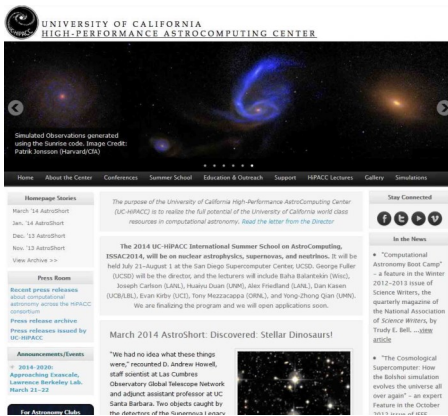 UNIVERSITY OF CALIFORNIA
HIGH-PERFORMANCE ASTROCOMPUTING CENTER
Simulated Observations generated
using the Sunrise code. Image Credit:
Patrik Jonsson (Harvard/CfA)
Home About the Center Conferences Summer School Education & Outreach Support HiPACC Lectures Gallery Simulations
Homepage Stories
March '14 AstroShort
Jan. '14 AstroShort
Dec. '13 AstroShort
Nov. '13 AstroShort
View Archive >>
Press Room
Recent press releases
about computational
astronomy across the HiPACC
consortium
Press release archive
Press releases issued by
UC-HiPACC
Announcements/Events
2014-2020:
Approaching Exascale,
Lawrence Berkeley Lab.
March 21-22
For Astronomy Clubs
The purpose of the University of California High-Performance AstroComputing Center
(UC-HiPACC) is to realize the full potential of the University of California world class
resources in computational astronomy. Read the letter from the Director
The 2014 UC-HiPACC International Summer School on AstroComputing,
ISSAC2014, will be on nuclear astrophysics, supernovas, and neutrinos. It will be
held July 21-August 1 at the San Diego Supercomputer Center, UCSD. George Fuller
(UCSD) will be the director, and the lecturers will include Baha Balantekin (Wisc),
Joseph Carlson (LANL), Huaiyu Duan (UNM), Alex Friedland (LANL), Dan Kasen
(UCB/LBL), Evan Kirby (UCI), Tony Mezzacappa (ORNL), and Yong-Zhong Qian (UMN).
We are finalizing the program and we will open applications soon.
March 2014 AstroShort: Discovered: Stellar Dinosaurs!
"We had no idea what these things
were," recounted D. Andrew Howell,
staff scientist at Las Cumbres
Observatory Global Telescope Network
and adjunct assistant professor at UC
Santa Barbara. Two objects caught by
the detectors of the Supernova Legacy
Stay Connected
In the News
"Computational
Astronomy Boot Camp"
– a feature in the Winter
2012-2013 issue of
Science Writers, the
quarterly magazine of
the National Association
of Science Writers, by
Trudy E. Bell. ...view
article
"The Cosmological
Supercomputer: How
the Bolshoi simulation
evolves the universe all
over again" – an expert
Feature in the October
2012 issue of IEEE